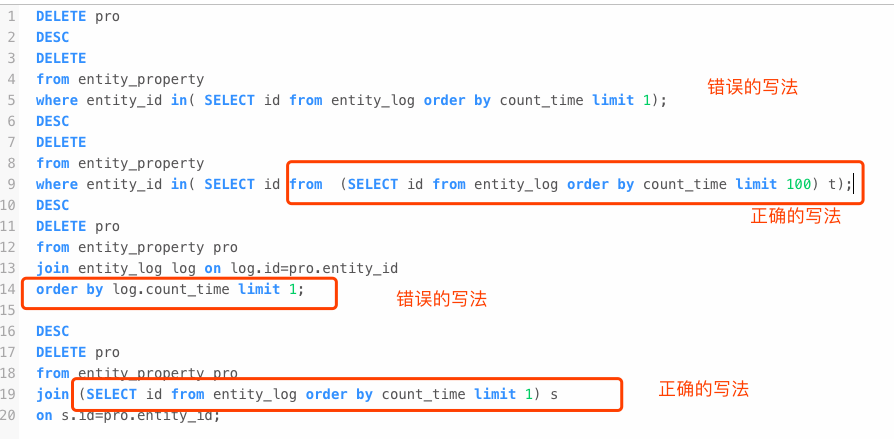 1 DELETE pro
2 DESC
3 DELETE
4 from entity_property
5 where entity_id in( SELECT id from entity_log order by count_time limit 1);
错误的写法
6 DESC
7 DELETE
8 from entity_property
9 where entity_id in( SELECT id from  (SELECT id from entity_log order by count_time limit 100) t);
10 DESC
正确的写法
11 DELETE pro
12 from entity_property pro
13 join entity_log log on log.id=pro.entity_id
14 order by log.count_time limit 1;
错误的写法
15
16 DESC
17 DELETE pro
18 from entity_property pro
19 join (SELECT id from entity_log order by count_time limit 1) s
正确的写法
20 on s.id=pro.entity_id;